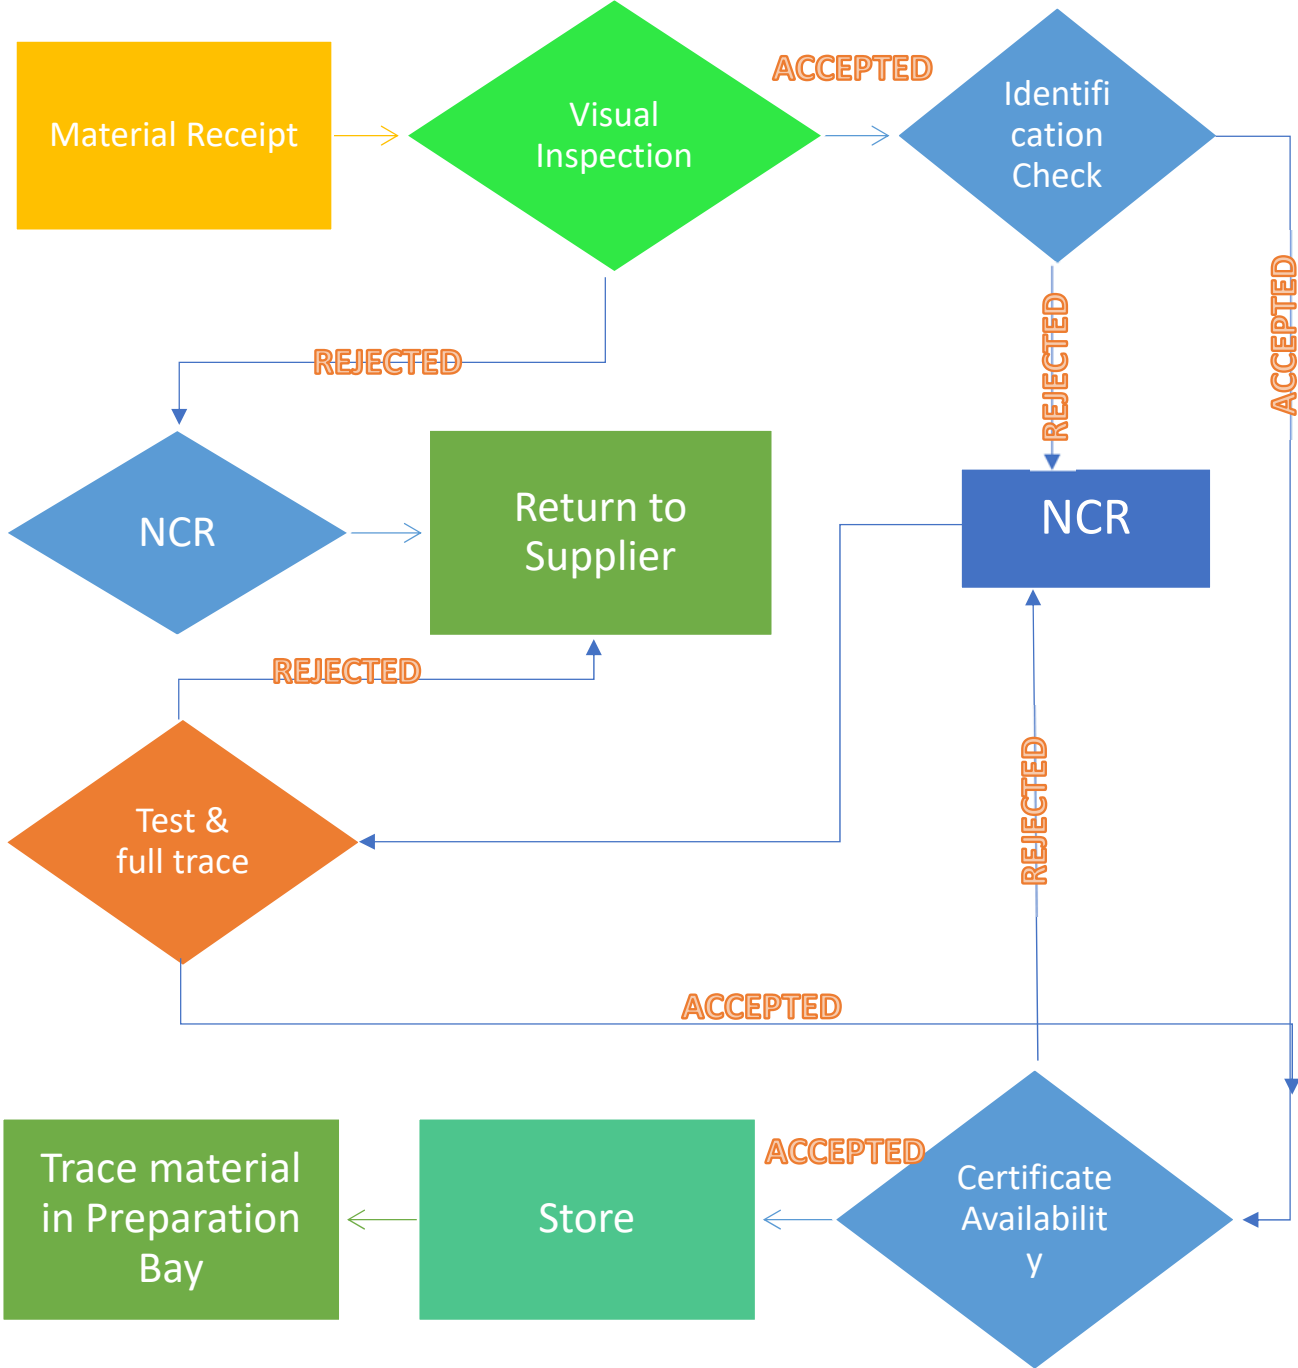 Material Receipt
Visual
Inspection
ACCEPTED
Identifi
cation
Check
REJECTED
REJECTED
ACCEPTED
NCR
Return to
Supplier
NCR
REJECTED
Test &
full trace
REJECTED
ACCEPTED
Trace material
in Preparation
Bay
Store
ACCEPTED
Certificate
Availabilit
y